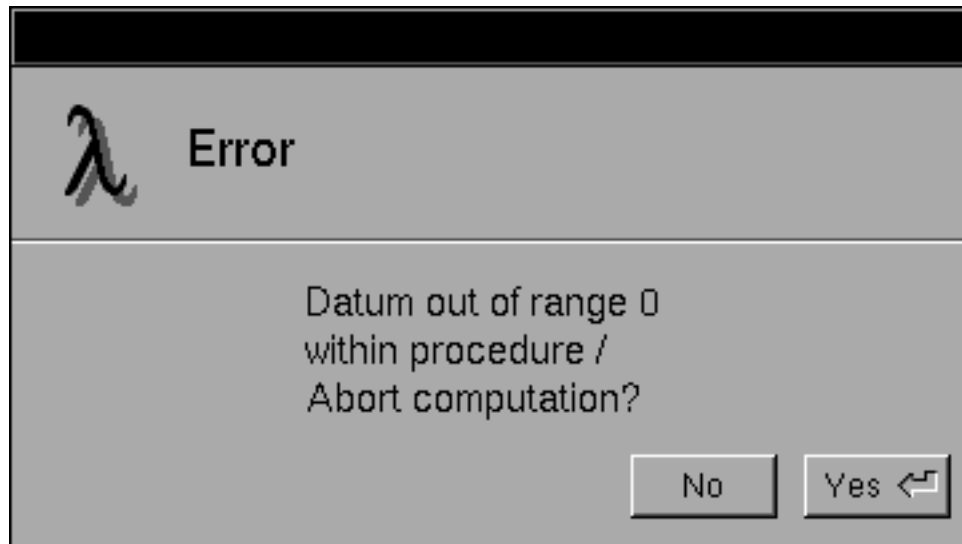 λ
Error
Datum out of range 0
within procedure /
Abort computation?
No
Yes